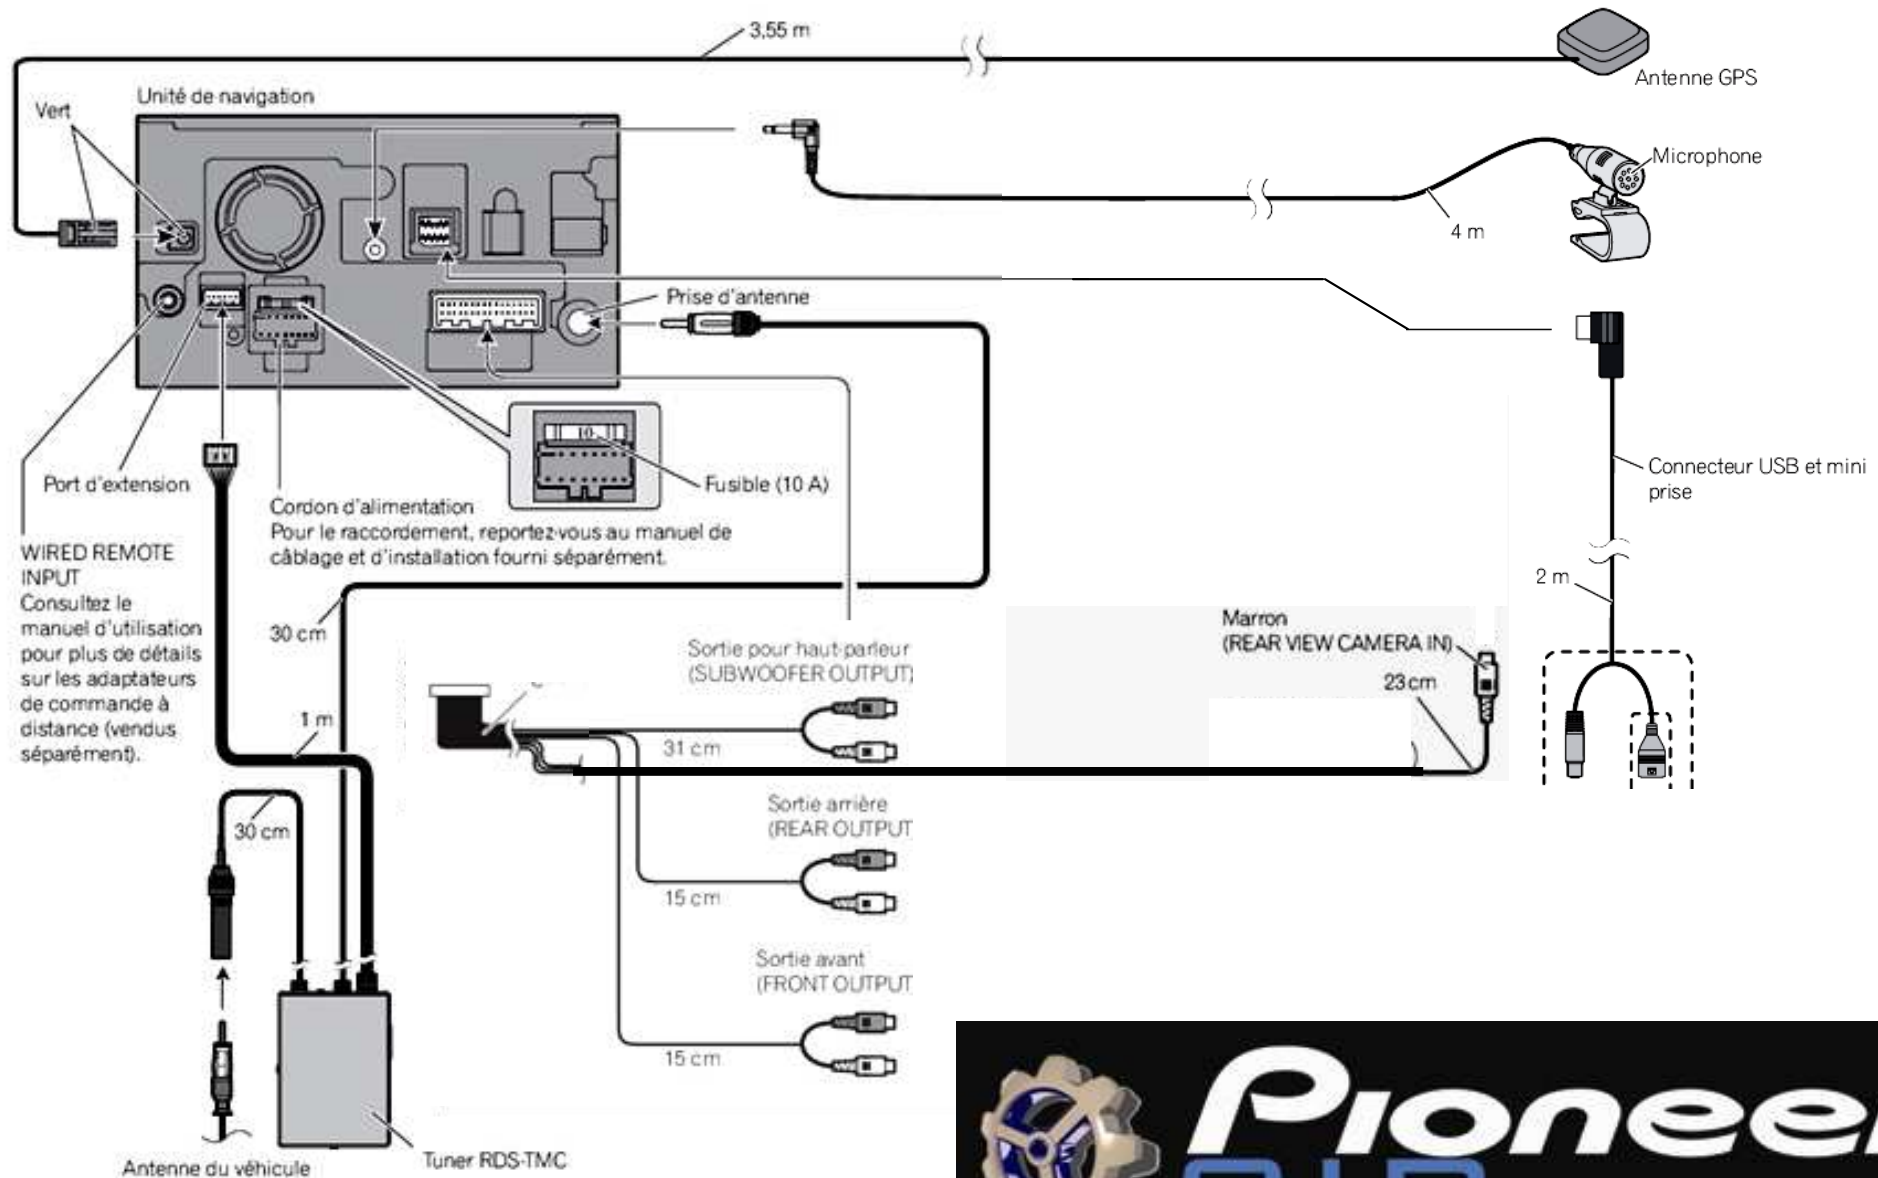 3,55 m
Antenne GPS
Unité de navigation
Vert
Microphone
4 m
Prise d'antenne
10
Fusible (10 A)
Port d'extension
Cordon d'alimentation
Pour le raccordement, reportez-vous au manuel de
câblage et d'installation fourni séparément.
Connecteur USB et mini
prise
2 m
WIRED REMOTE
INPUT
Consultez le
manuel d'utilisation
pour plus de détails
sur les adaptateurs
de commande à
distance (vendus
séparément).
30 cm
1 m
30 cm
Sortie pour haut-parleur
(SUBWOOFER OUTPUT)
31 cm
Marron
(REAR VIEW CAMERA IN)
23 cm
Sortie arrière
(REAR OUTPUT
15 cm
Sortie avant
(FRONT OUTPUT
15 cm
Antenne du véhicule
Tuner RDS-TMC
Pioneer